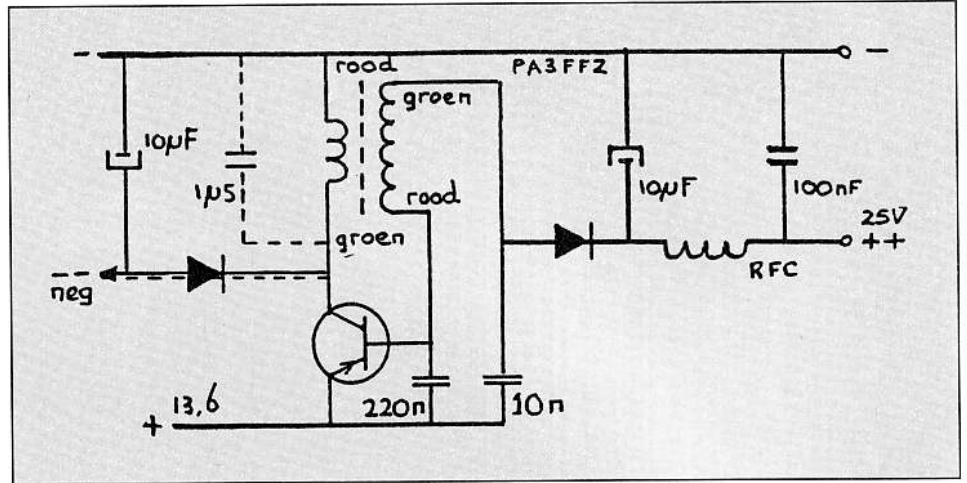 -
rood
PA3FFZ
-
groen
10µF
1µ5
rood
10µF
100nF
groen
25V
++
RFC
--
neg
220n
10n
+ 13,6